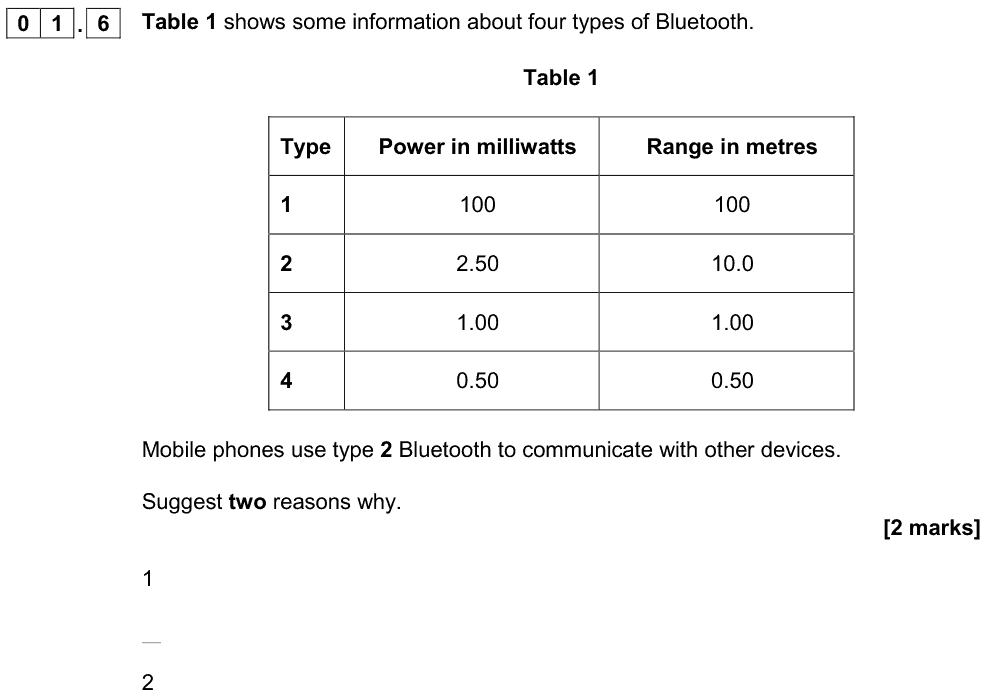 0 1 . 6 Table 1 shows some information about four types of Bluetooth.
Table 1
Type Power in milliwatts Range in metres
1 100 100
2 2.50 10.0
3 1.00 1.00
4 0.50 0.50
Mobile phones use type 2 Bluetooth to communicate with other devices.
Suggest two reasons why.
[2 marks]
1
2